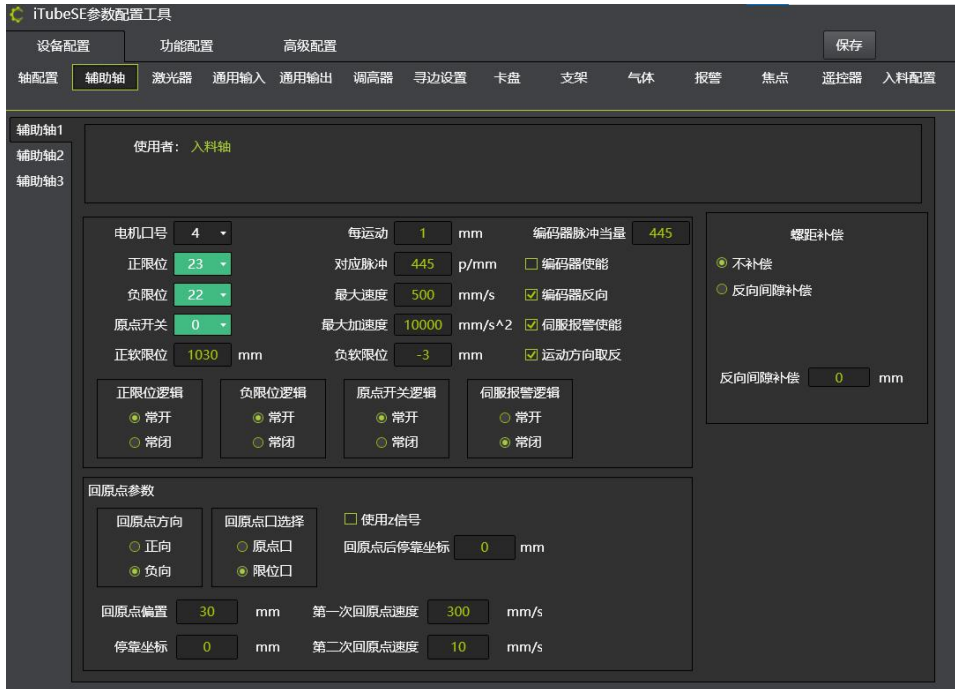 iTubeSE参数配置工具
设备配置 功能配置 高级配置 保存
轴配置 辅助轴 激光器 通用输入 通用输出 调高器 寻边设置 卡盘 支架 气体 报警 焦点 遥控器 入料配置
辅助轴1
辅助轴2
辅助轴3
使用者： 入料轴
电机口号 4 每运动 1 mm 编码器脉冲当量 445
正限位 23 对应脉冲 445 p/mm 编码器使能
负限位 22 最大速度 500 mm/s 编码器反向
原点开关 0 最大加速度 10000 mm/s^2 伺服报警使能
正软限位 1030 mm 负软限位 -3 mm 运动方向取反
正限位逻辑 负限位逻辑 原点开关逻辑 伺服报警逻辑
常开 常开 常开 常开
常闭 常闭 常闭 常闭
螺距补偿
不补偿
反向间隙补偿
反向间隙补偿 0 mm
回原点参数
回原点方向 回原点口选择 使用z信号
正向 原点口 回原点后停靠坐标 0 mm
负向 限位口
回原点偏置 30 mm 第一次回原点速度 300 mm/s
停靠坐标 0 mm 第二次回原点速度 10 mm/s